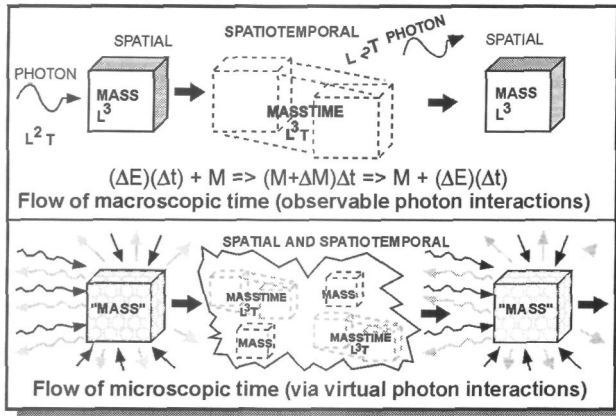 SPATIAL
SPATIOTEMPORAL
L²T PHOTON
SPATIAL
PHOTON
L²T
MASS
L³
MASSTIME
L³T
MASS
L³
(ΔE)(Δt) + M => (M+ΔM)Δt => M + (ΔE)(Δt)
Flow of macroscopic time (observable photon interactions)
SPATIAL AND SPATIOTEMPORAL
"MASS"
MASSTIME
L³T
MASS
MASS
MASSTIME
L³T
"MASS"
Flow of microscopic time (via virtual photon interactions)